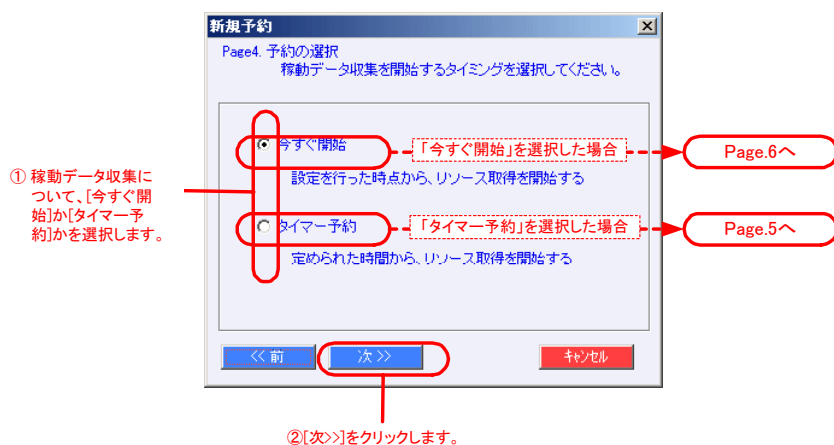 新規予約
Page4. 予約の選択
稼動データ収集を開始するタイミングを選択してください。
今すぐ開始
「今すぐ開始」を選択した場合
Page.6へ
設定を行った時点から、リソース取得を開始する
① 稼動データ収集に
ついて、[今すぐ開
始]か[タイマー予
約]かを選択します。
タイマー予約
「タイマー予約」を選択した場合
Page.5へ
定められた時間から、リソース取得を開始する
<< 前
次 >>
キャンセル
②[次>>]をクリックします。